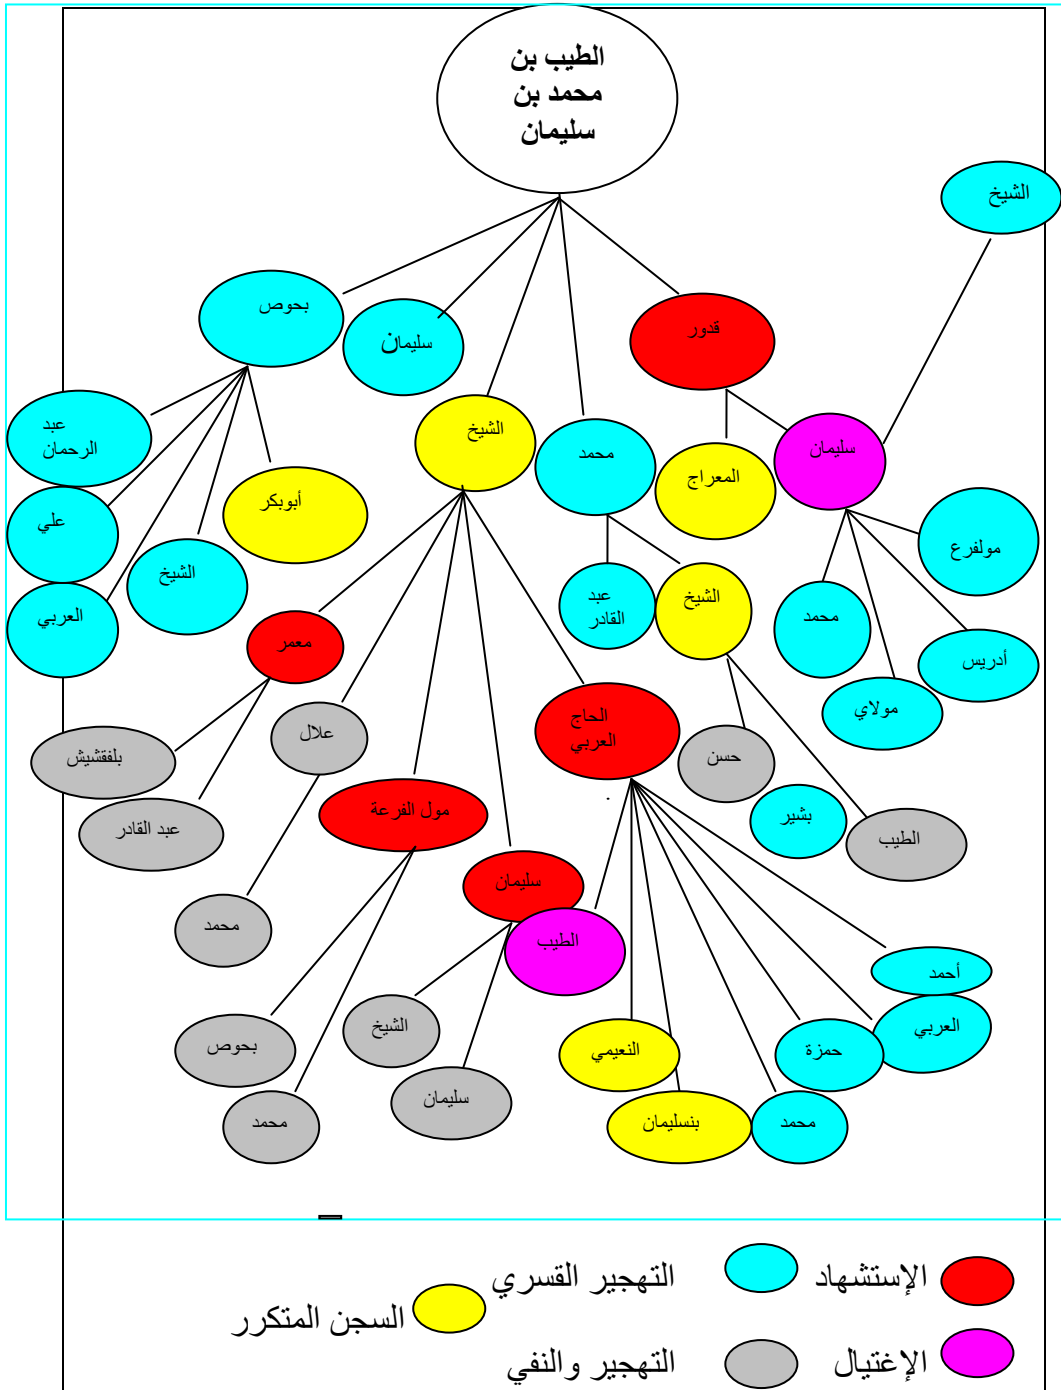 الطيب بن
محمد بن
سليمان
الشيخ
بحوص
سليمان
قدور
الشيخ
محمد
سليمان
المعراج
عبد
الرحمان
أبوبكر
علي
الشيخ
العربي
عبد
القادر
الشيخ
مولفرع
محمد
أدريس
مولاي
معمر
علال
الحاج
العربي
بلفقشيش
عبد القادر
مول الفرعة
حسن
بشير
الطيب
محمد
سليمان
الطيب
أحمد
العربي
بحوص
الشيخ
النعيمي
حمزة
محمد
سليمان
بنسليمان
محمد
الإستشهاد
التهجير القسري
السجن المتكرر
الإغتيال
التهجير والنفي